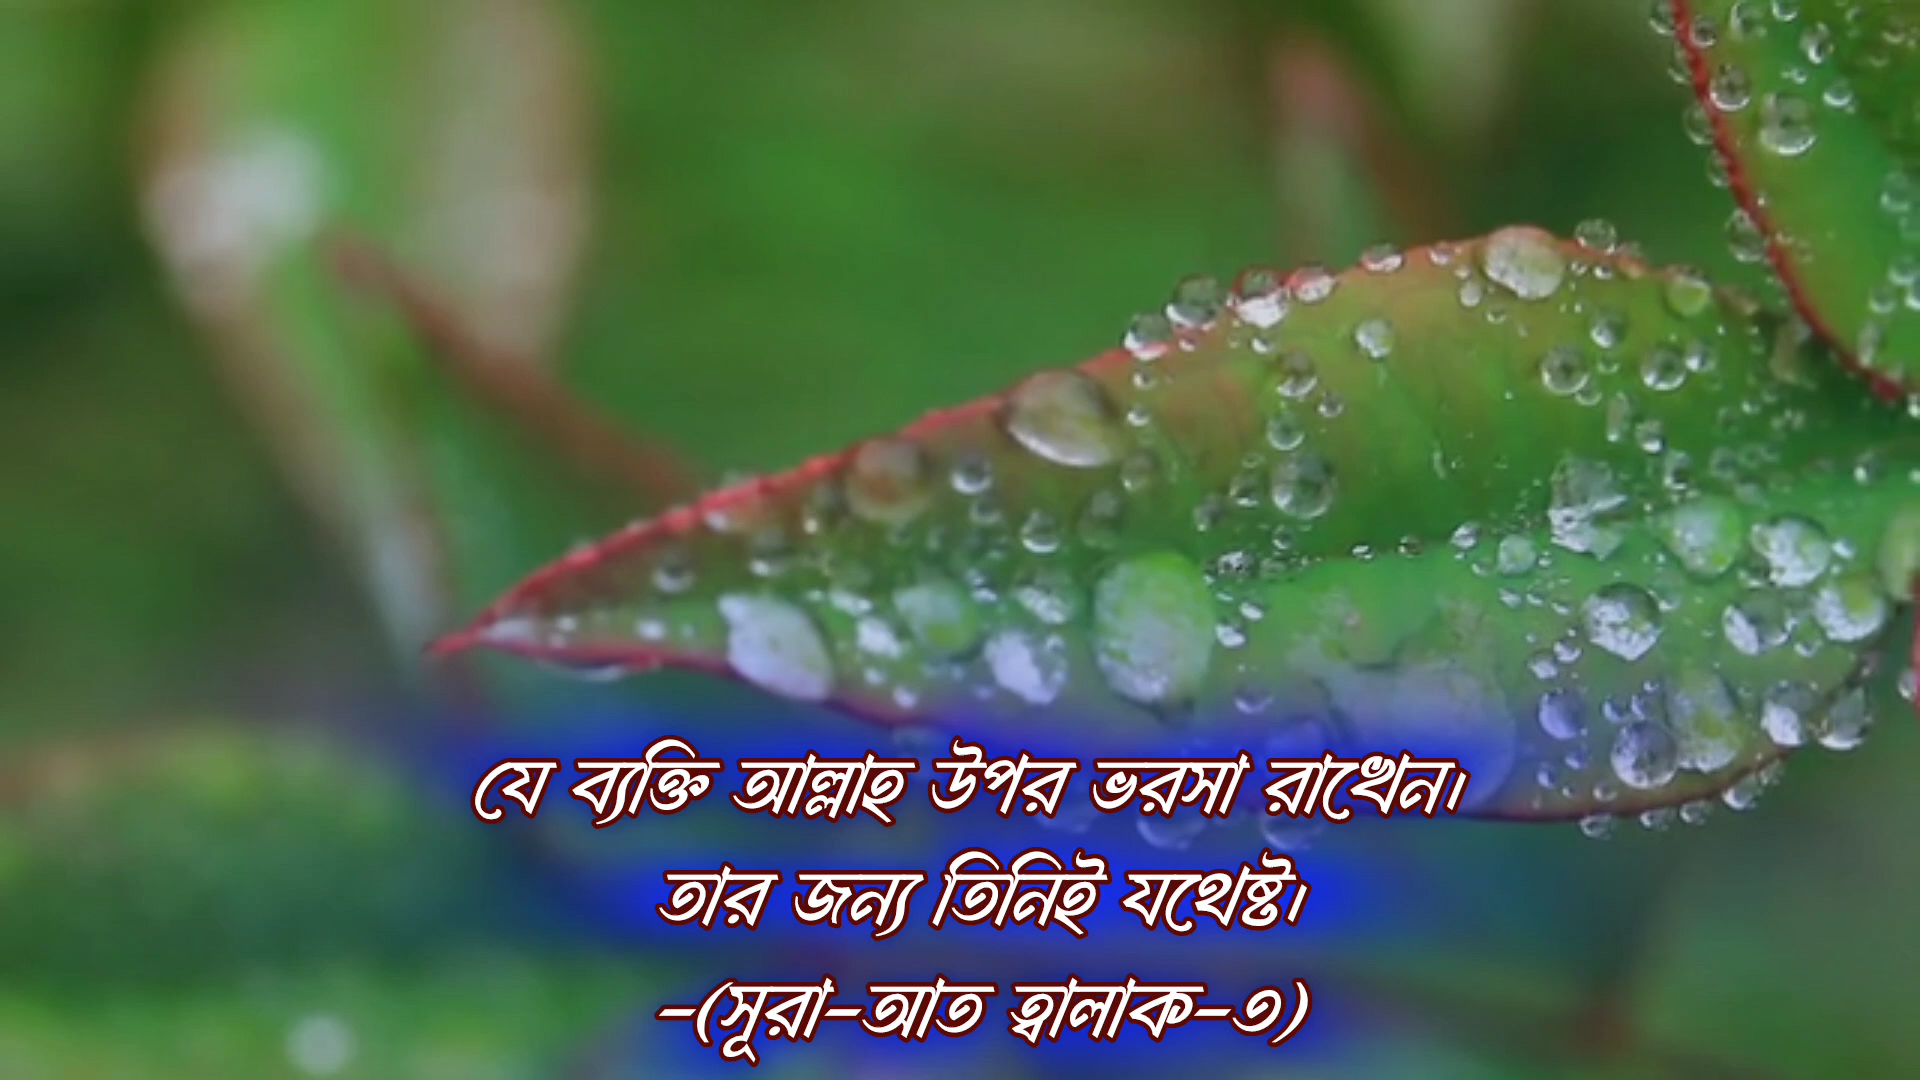 যে ব্যক্তি আল্লাহ উপর ভরসা রাখেন।
তার জন্য তিনিই যথেষ্ট।
-(সূরা-আত ত্বালাক-৩)